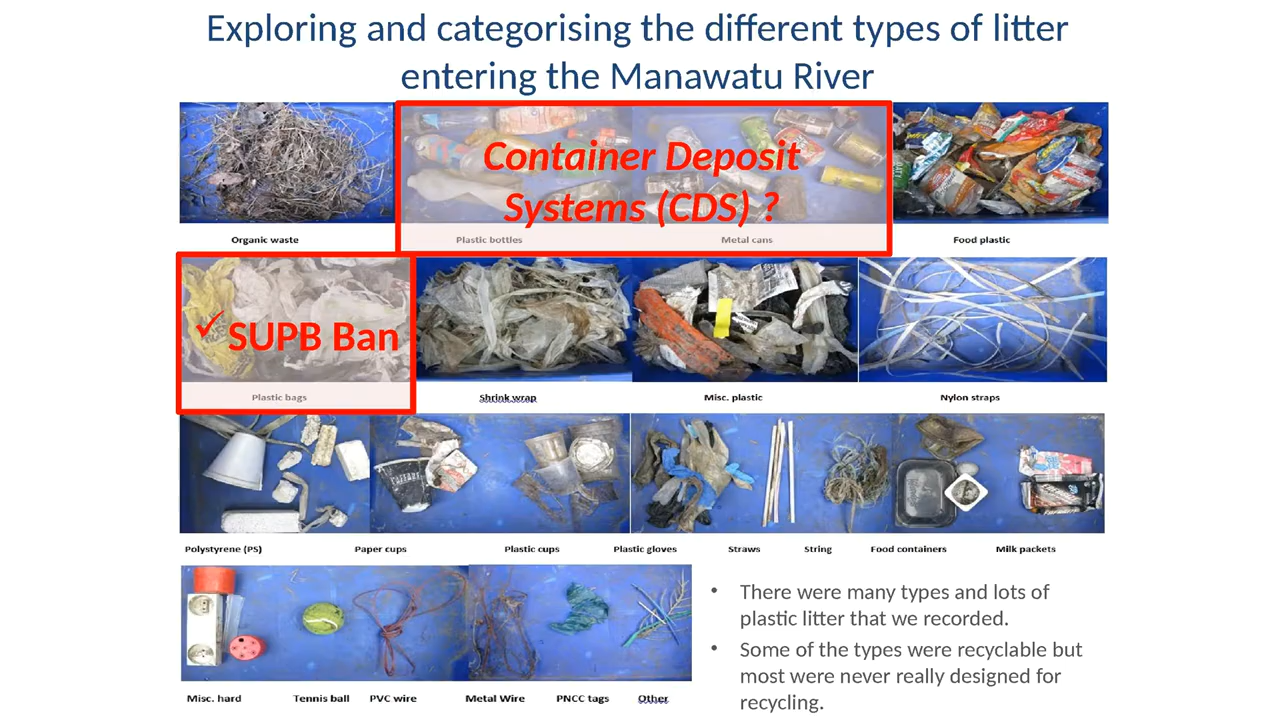 Exploring and categorising the different types of litter
entering the Manawatu River
Container Deposit
Systems (CDS) ?
Organic waste
Plastic bottles
Metal cans
Food plastic
✓SUPB Ban
Plastic bags
Shrink wrap
Misc. plastic
Nylon straps
Polystyrene (PS)
Paper cups
Plastic cups
Plastic gloves
Straws
String
Food containers
Milk packets
Misc. hard
Tennis ball
PVC wire
Metal Wire
PNCC tags
Other
• There were many types and lots of
plastic litter that we recorded.
• Some of the types were recyclable but
most were never really designed for
recycling.